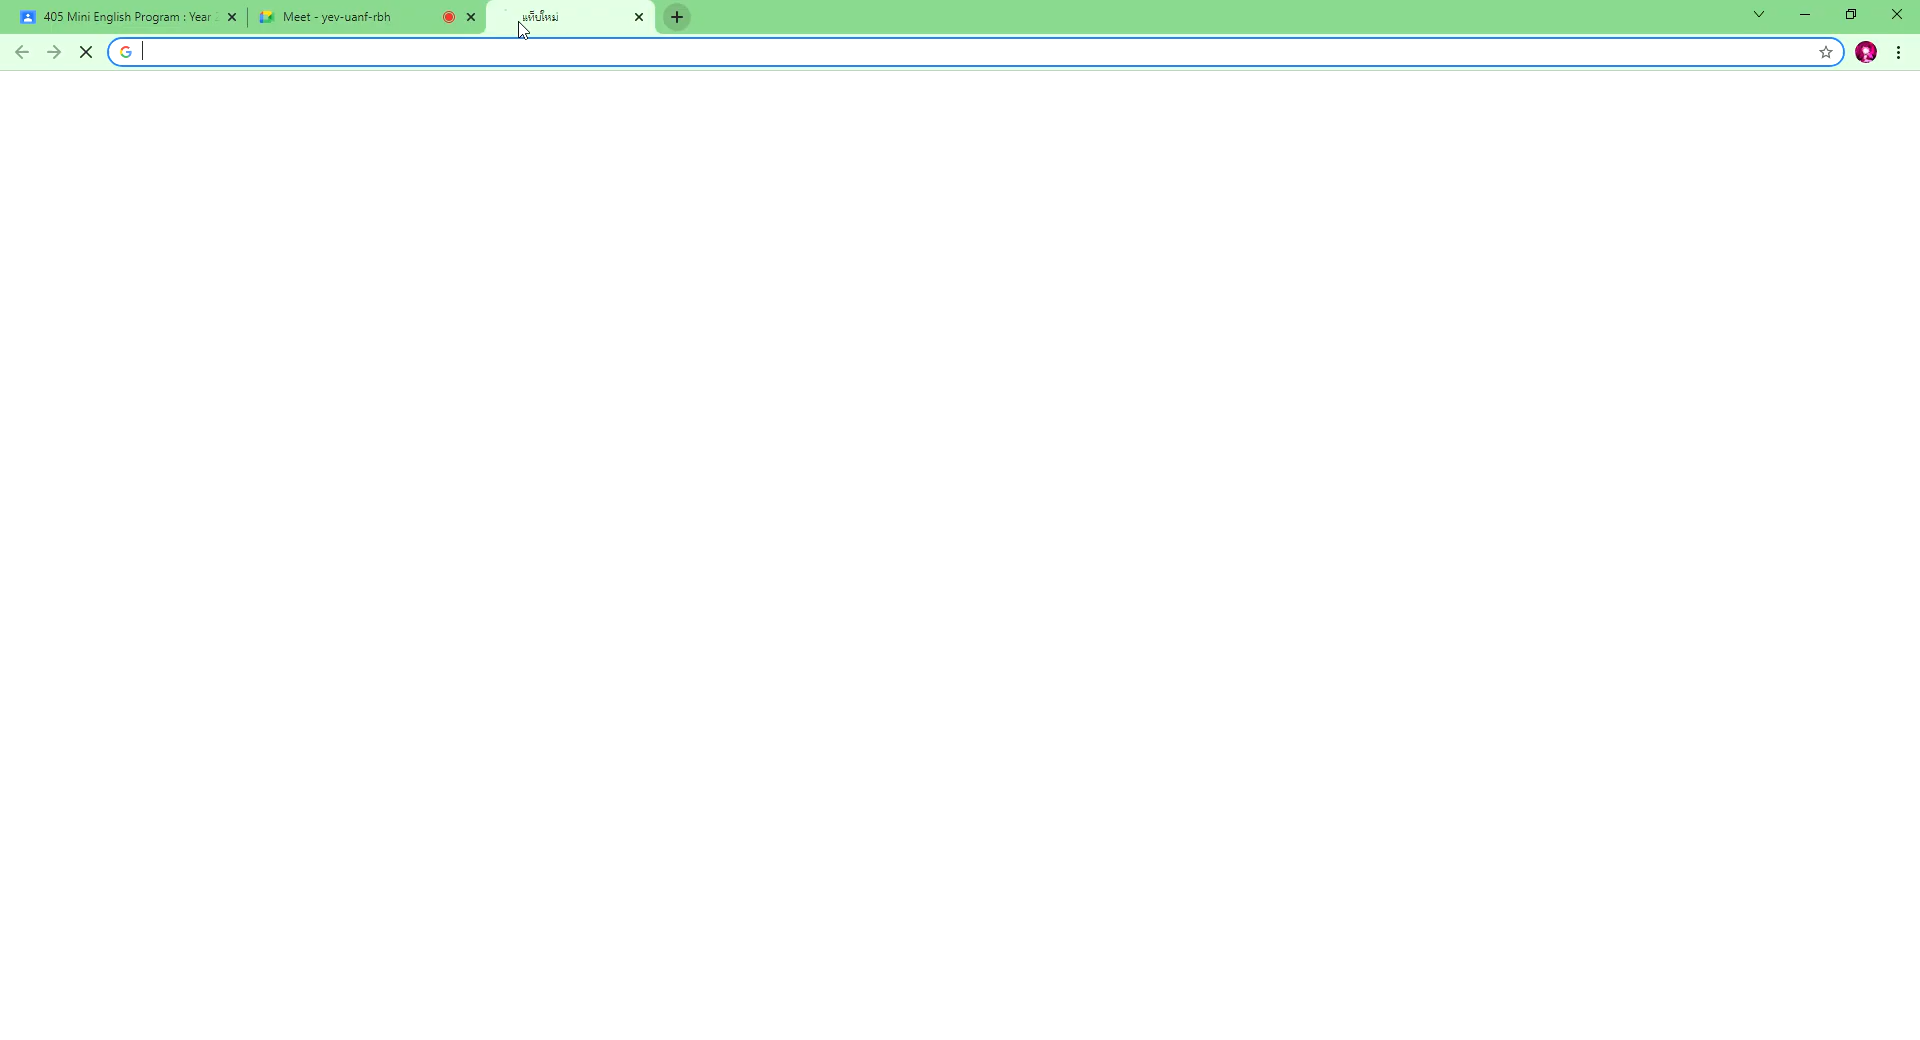 405 Mini English Program : Year
Meet - yev-uanf-rbh
แท็บใหม่